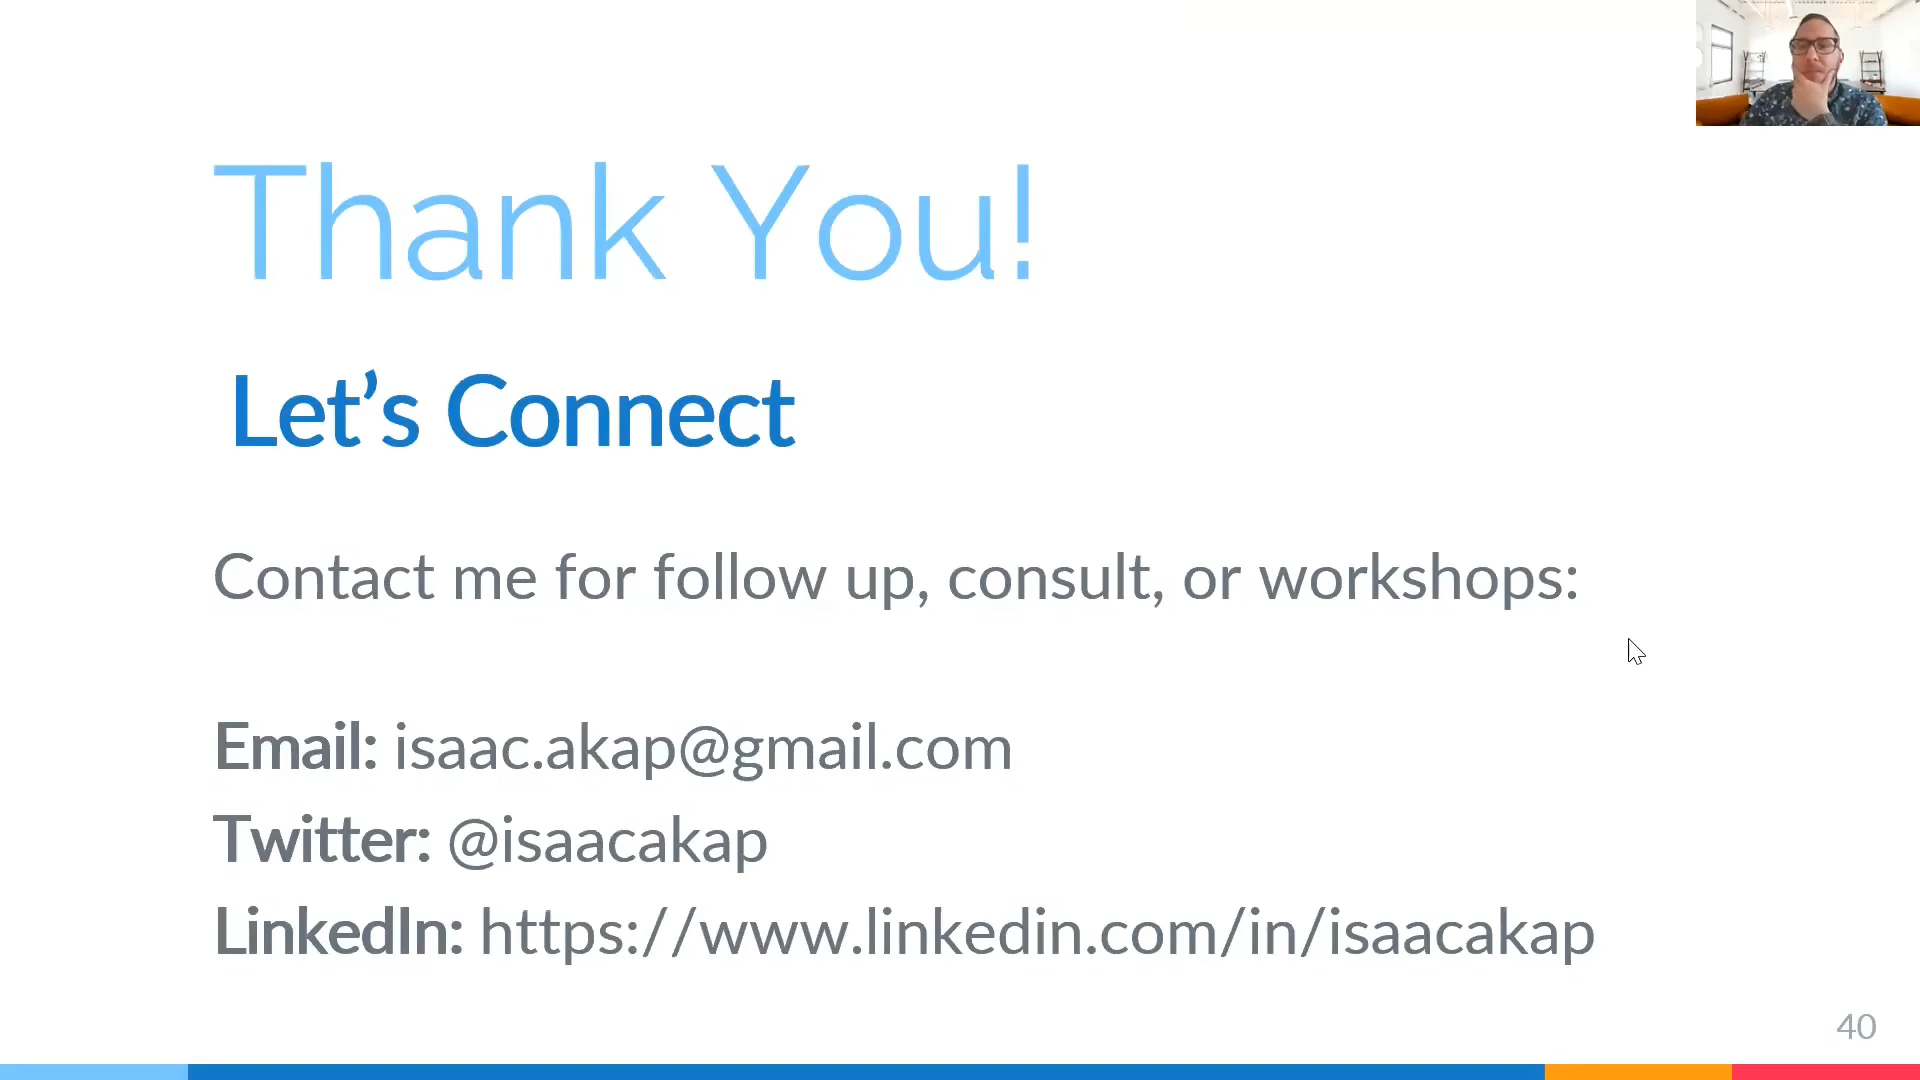 Thank You!
Let’s Connect
Contact me for follow up, consult, or workshops:
Email: isaac.akap@gmail.com
Twitter: @isaacakap
LinkedIn: https://www.linkedin.com/in/isaacakap
40